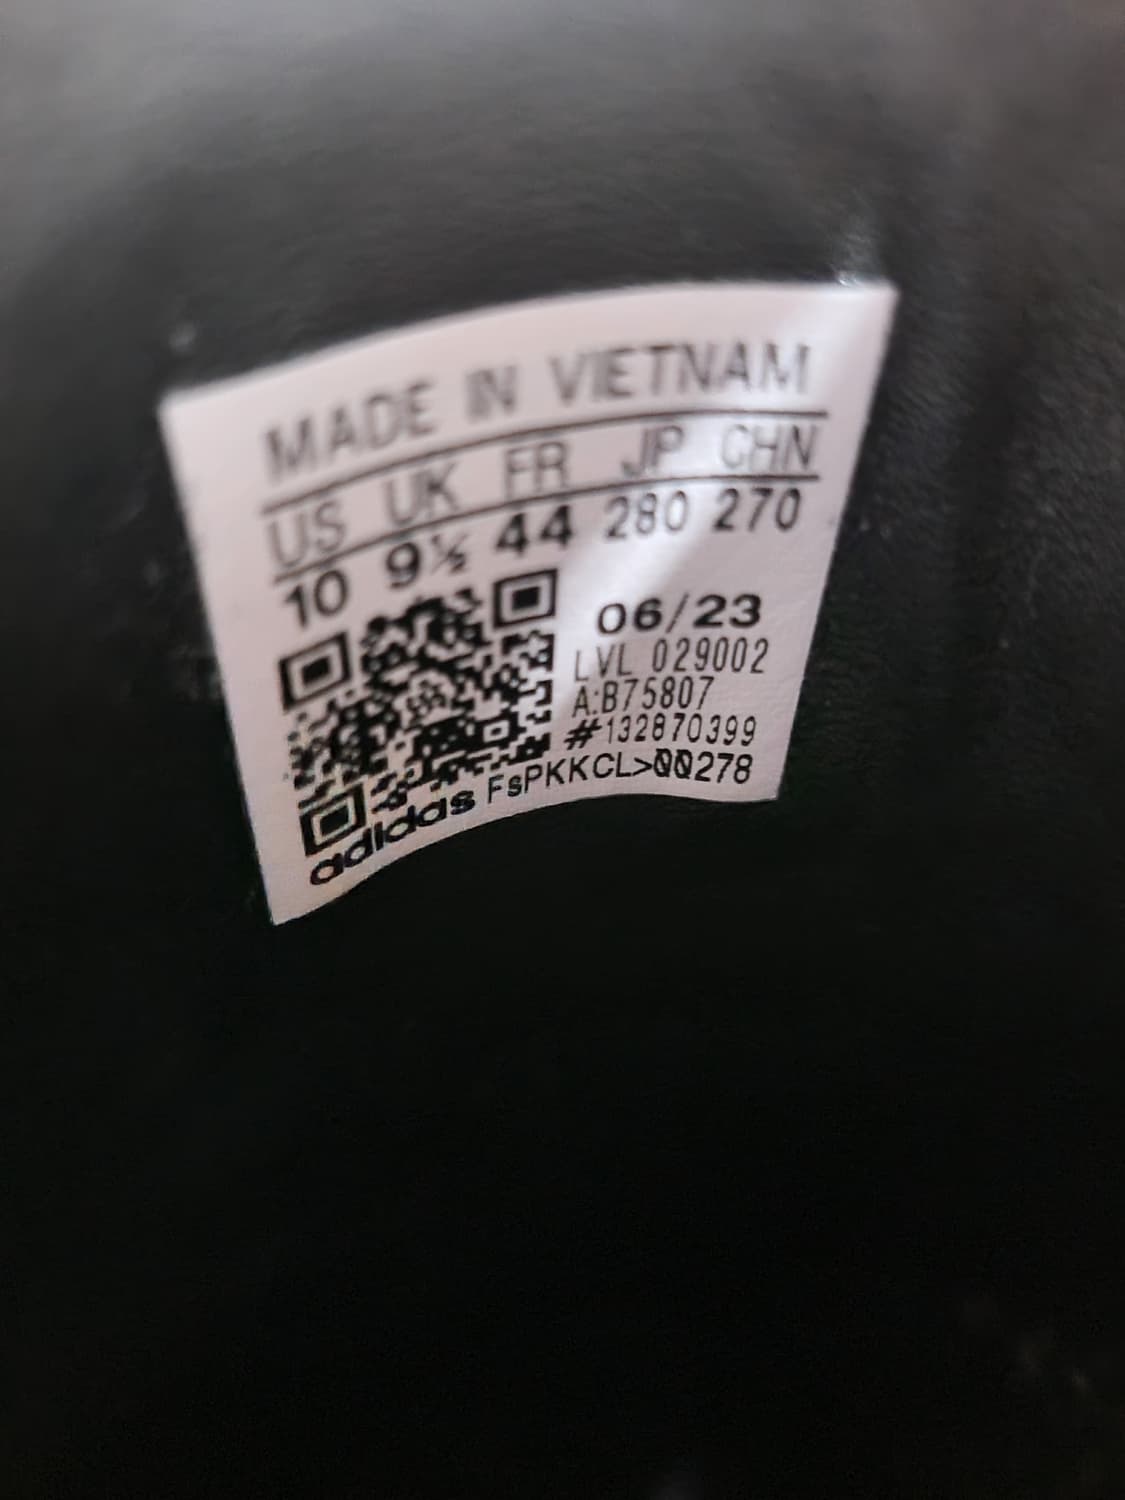 MADE IN VIETNAM
US UK FR JP CHN
10 9½ 44 280 270
06/23
LVL 029002
A:B75807
#132870399
adidas FsPKKCL>00278